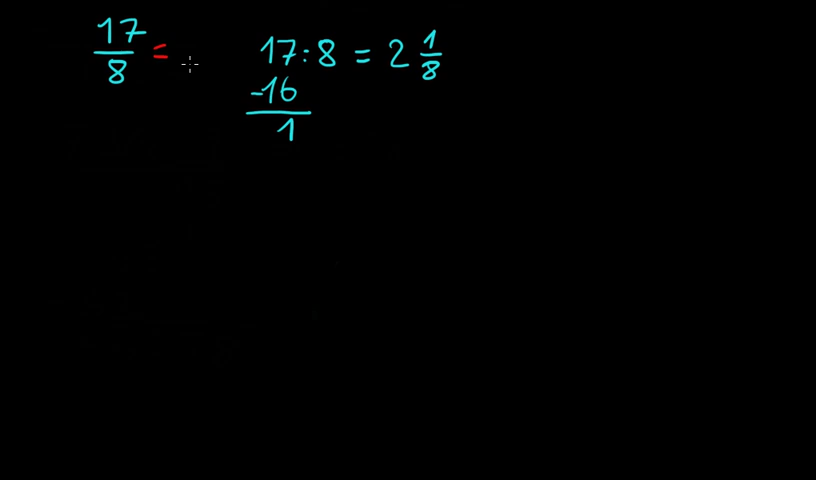 17/8 = 17:8 = 2 1/8
-16
1